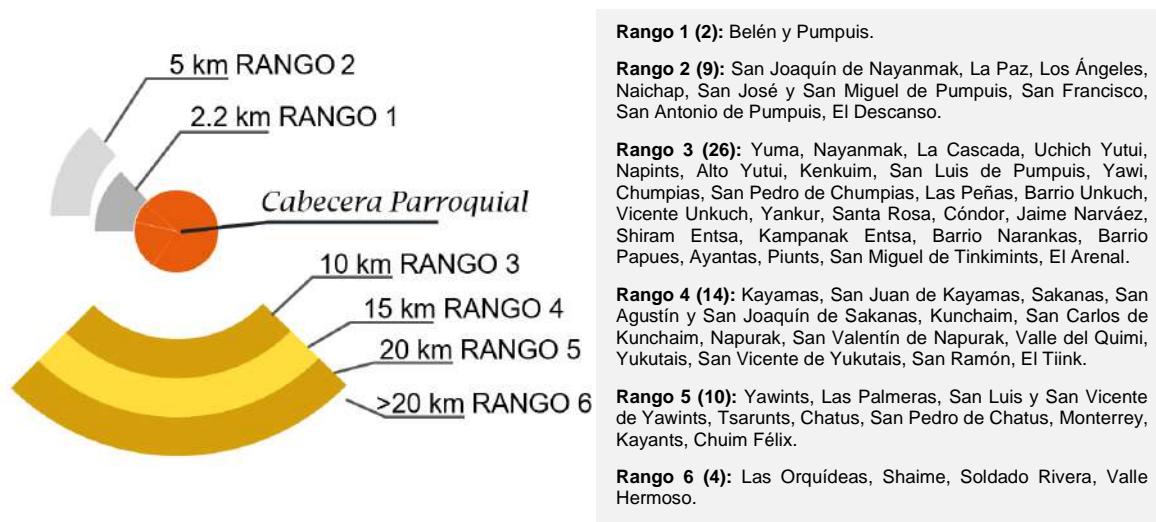 5 km RANGO 2
2.2 km RANGO 1
Cabecera Parroquial
10 km RANGO 3
15 km RANGO 4
20 km RANGO 5
>20 km RANGO 6
Rango 1 (2): Belén y Pumpuis.
Rango 2 (9): San Joaquín de Nayanmak, La Paz, Los Ángeles,
Naichap, San José y San Miguel de Pumpuis, San Francisco,
San Antonio de Pumpuis, El Descanso.
Rango 3 (26): Yuma, Nayanmak, La Cascada, Uchich Yutui,
Napints, Alto Yutui, Kenkuim, San Luis de Pumpuis, Yawi,
Chumpias, San Pedro de Chumpias, Las Peñas, Barrio Unkuch,
Vicente Unkuch, Yankur, Santa Rosa, Cóndor, Jaime Narváez,
Shiram Entsa, Kampanak Entsa, Barrio Narankas, Barrio
Papues, Ayantas, Piunts, San Miguel de Tinkimints, El Arenal.
Rango 4 (14): Kayamas, San Juan de Kayamas, Sakanas, San
Agustín y San Joaquín de Sakanas, Kunchaim, San Carlos de
Kunchaim, Napurak, San Valentín de Napurak, Valle del Quimi,
Yukutais, San Vicente de Yukutais, San Ramón, El Tiink.
Rango 5 (10): Yawints, Las Palmeras, San Luis y San Vicente
de Yawints, Tsarunts, Chatus, San Pedro de Chatus, Monterrey,
Kayants, Chuim Félix.
Rango 6 (4): Las Orquídeas, Shaime, Soldado Rivera, Valle
Hermoso.